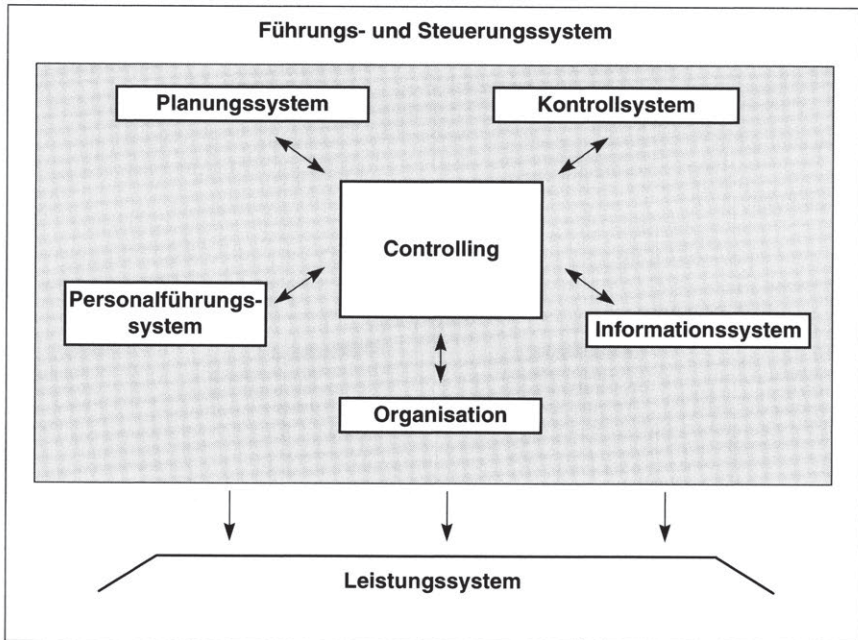 Führungs- und Steuerungssystem
Planungssystem
Kontrollsystem
Controlling
Personalführungs-
system
Informationssystem
Organisation
Leistungssystem